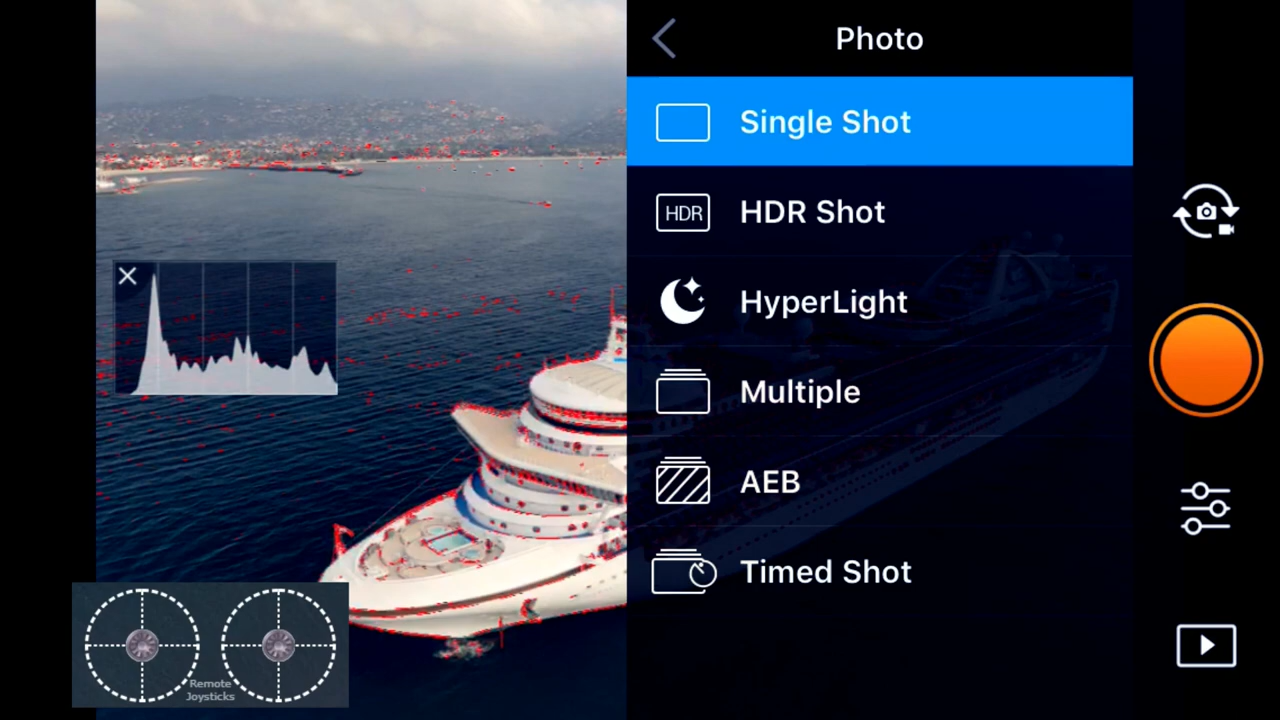 Photo
Single Shot
HDR
HDR Shot
HyperLight
Multiple
AEB
Timed Shot
Remote
Joysticks